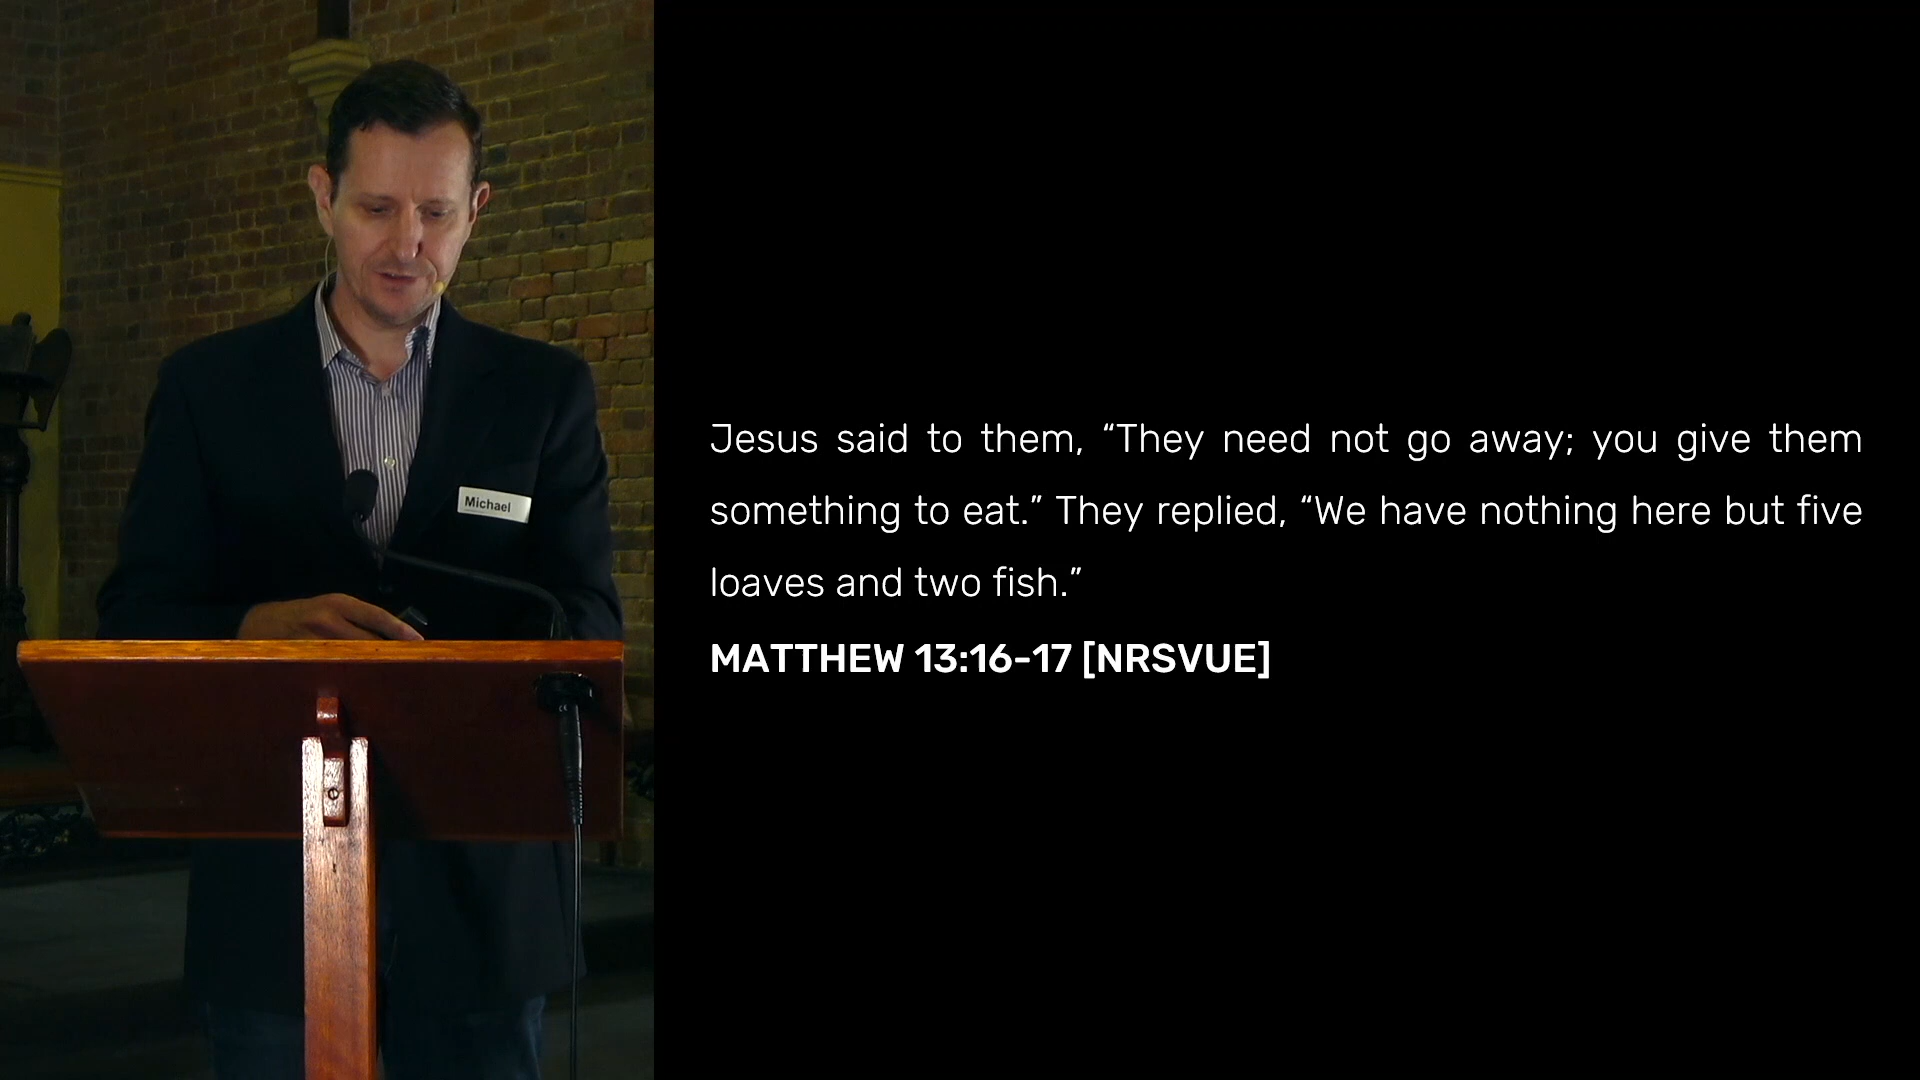 Michael
Jesus said to them, “They need not go away; you give them
something to eat.” They replied, “We have nothing here but five
loaves and two fish.”
MATTHEW 13:16-17 [NRSVUE]